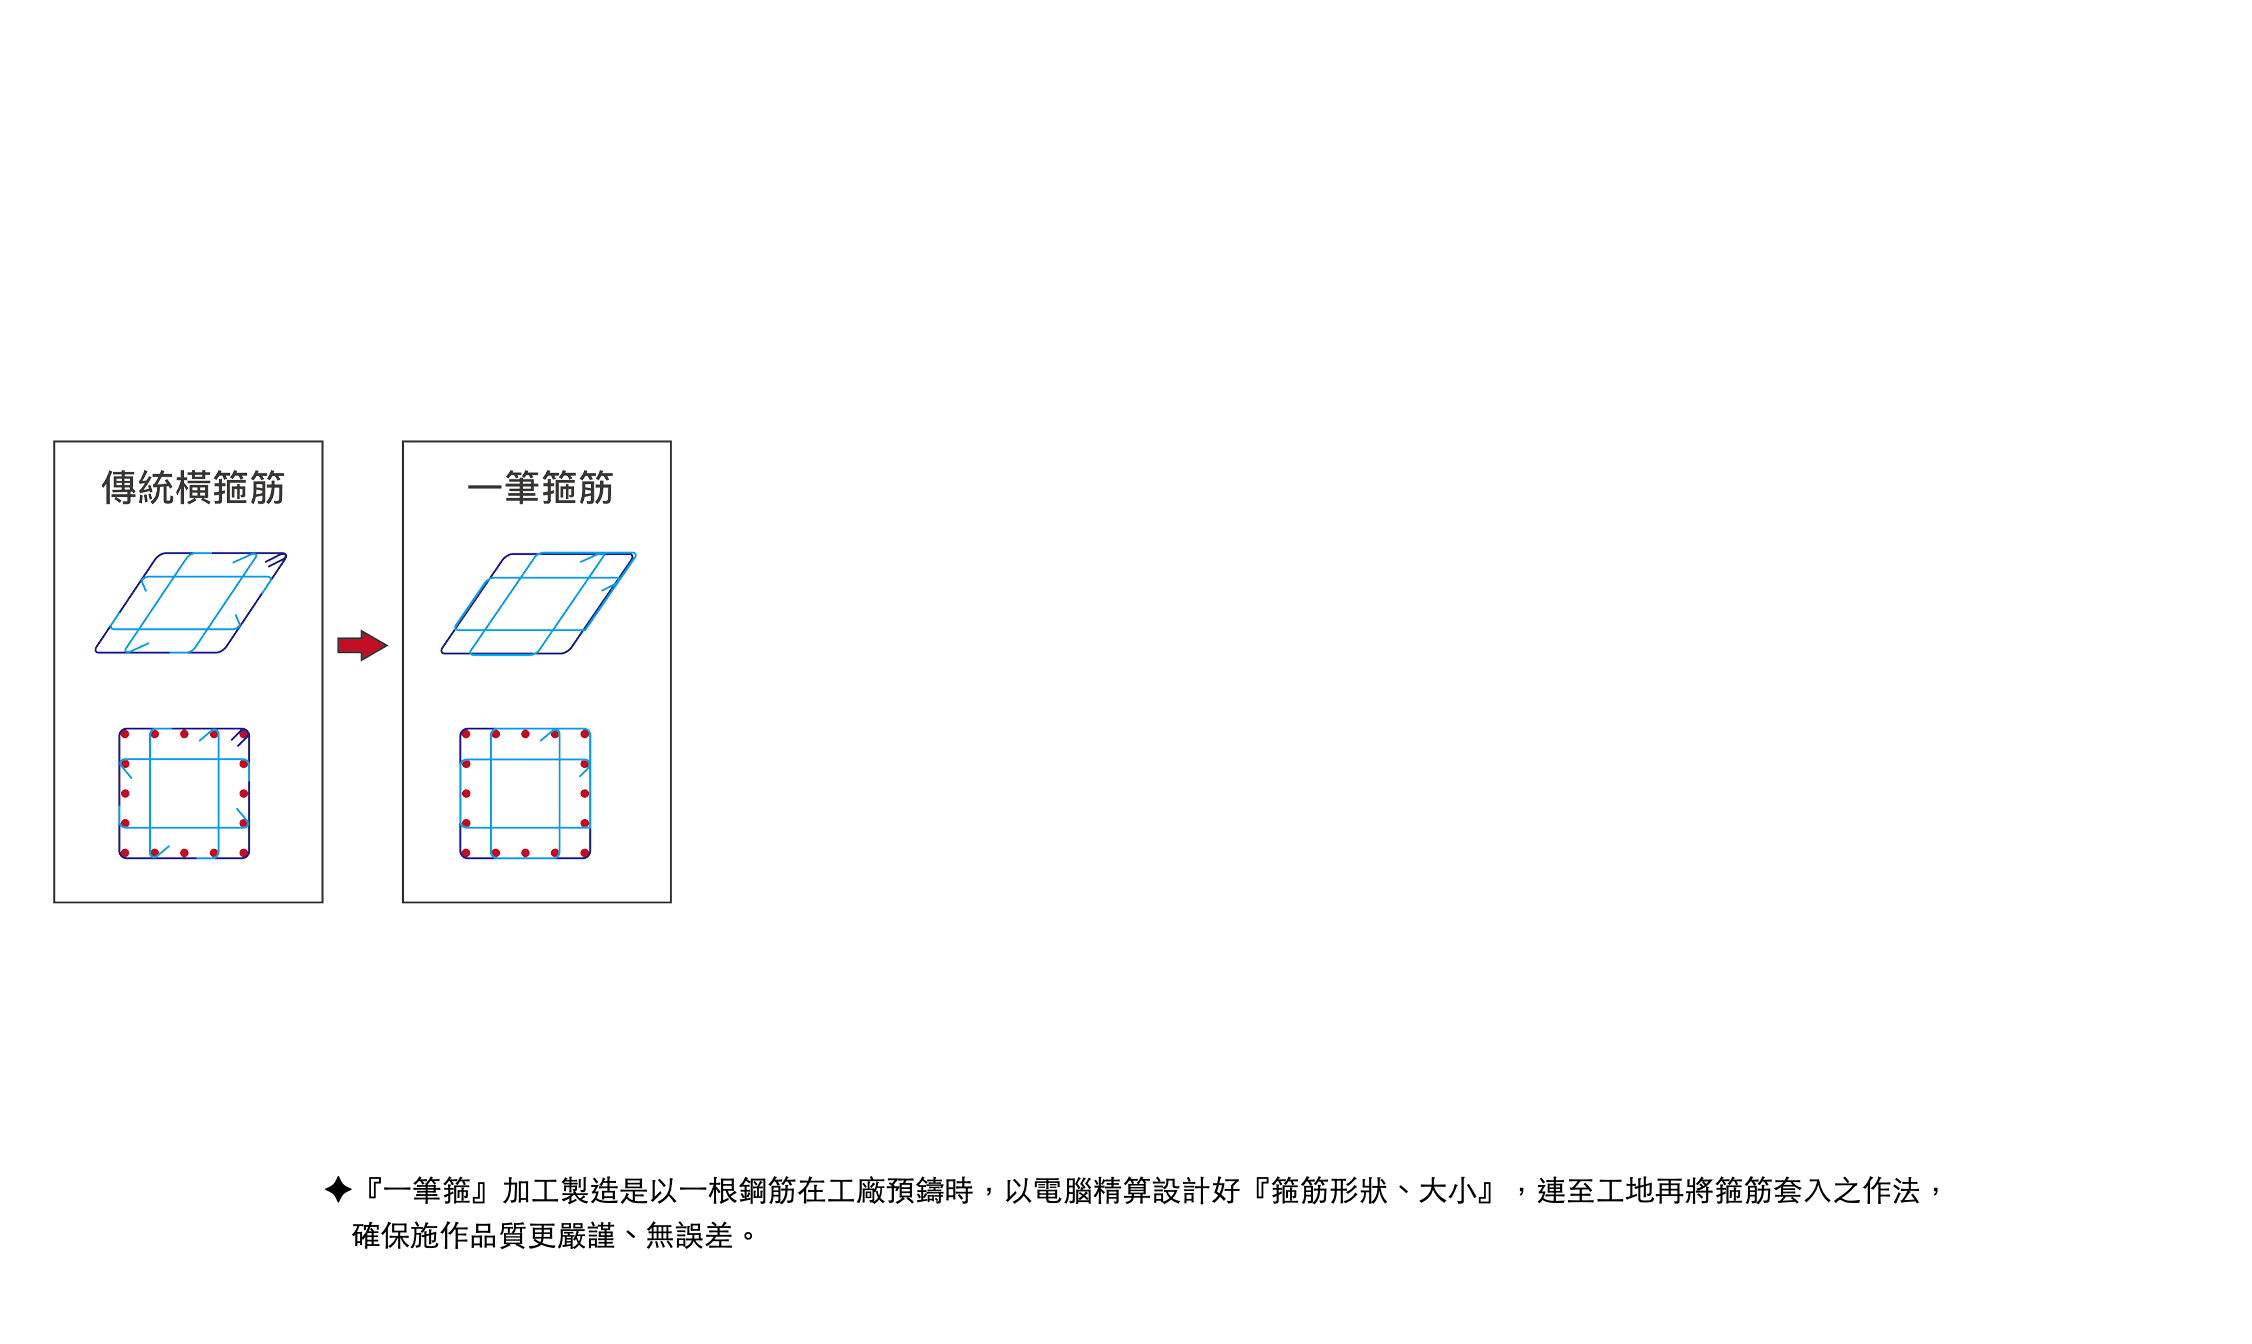 傳統橫箍筋
一筆箍筋
✦『一筆箍』加工製造是以一根鋼筋在工廠預鑄時，以電腦精算設計好『箍筋形狀、大小』，連至工地再將箍筋套入之作法，
確保施作品質更嚴謹、無誤差。